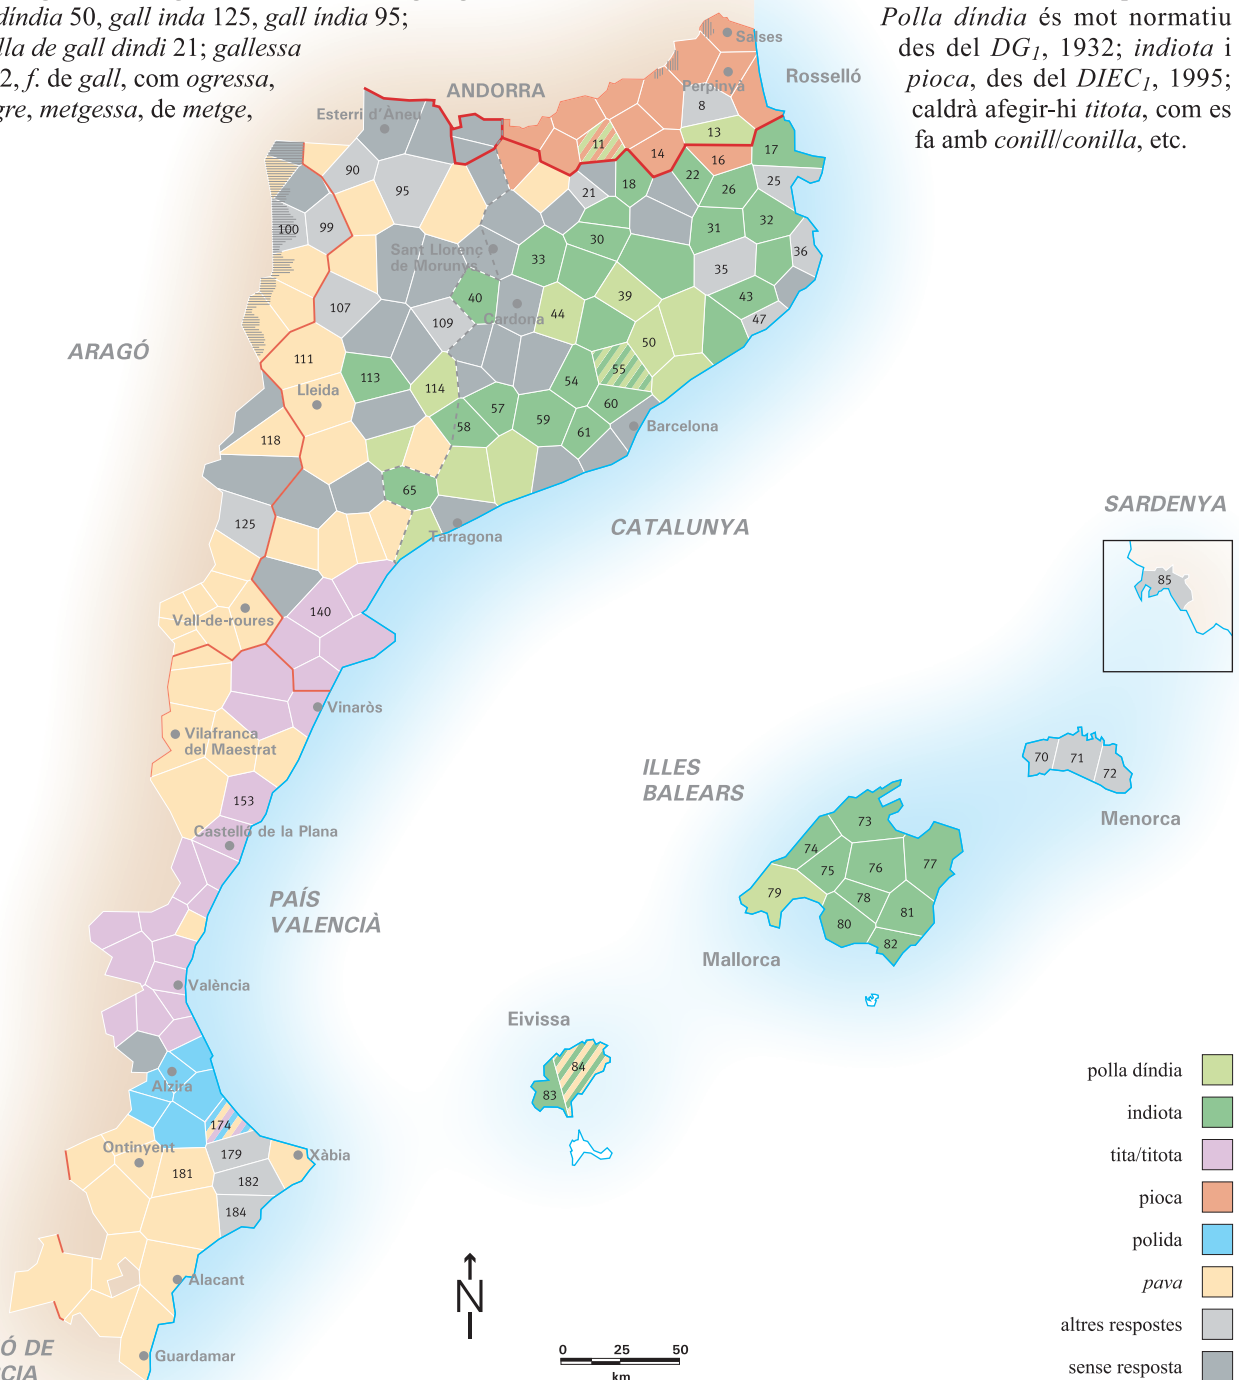 díndia 50, gall inda 125, gall índia 95;
lla de gall dindi 21; gallessa
2, f. de gall, com ogressa,
gre, metgessa, de metge,
Polla díndia és mot normatiu
des del DG1, 1932; indiota i
pioca, des del DIEC1, 1995;
caldrà afegir-hi titota, com es
fa amb conill/conilla, etc.
Salses
Rosselló
Perpinyà
ANDORRA
Esterri d'Àneu
8
13
11
14
16
17
90
95
21
18
22
26
25
100
99
32
31
30
36
Sant Llorenç
de Morunys
33
35
40
39
43
107
Cardona
44
47
109
50
ARAGÓ
111
113
114
55
54
Lleida
57
60
58
59
61
Barcelona
118
65
125
Tarragona
CATALUNYA
SARDENYA
85
140
Vall-de-roures
Vinaròs
Vilafranca
del Maestrat
153
Castelló de la Plana
ILLES
BALEARS
70
71
72
Menorca
73
74
75
76
77
78
79
80
81
82
Mallorca
PAÍS
VALENCIÀ
València
Eivissa
84
83
Alzira
174
Ontinyent
179
Xàbia
181
182
184
Alacant
Guardamar
Ó DE
CIA
N
0
25
50
km
polla díndia
indiota
tita/titota
pioca
polida
pava
altres respostes
sense resposta